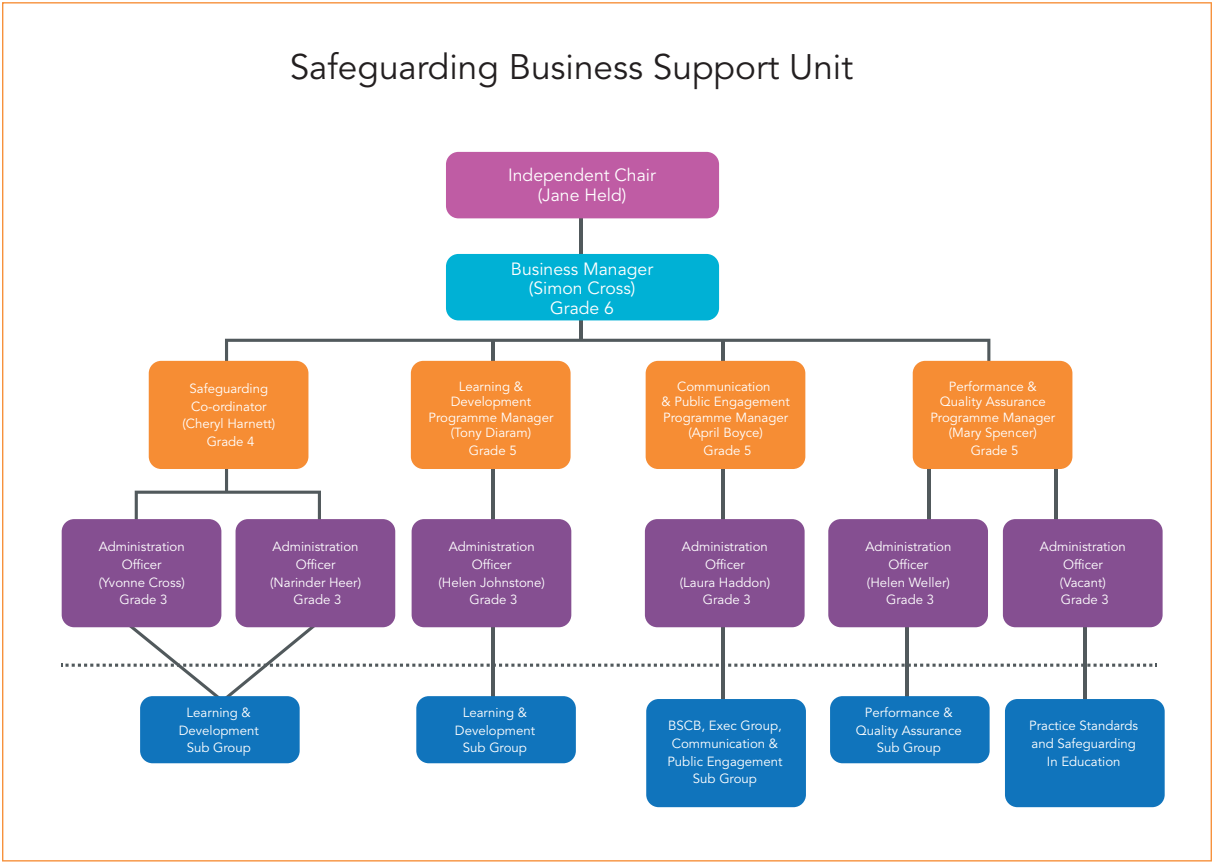 Safeguarding Business Support Unit
Independent Chair
(Jane Held)
Business Manager
(Simon Cross)
Grade 6
Safeguarding
Co-ordinator
(Cheryl Harnett)
Grade 4
Learning &
Development
Programme Manager
(Tony Diaram)
Grade 5
Communication
& Public Engagement
Programme Manager
(April Boyce)
Grade 5
Performance &
Quality Assurance
Programme Manager
(Mary Spencer)
Grade 5
Administration
Officer
(Yvonne Cross)
Grade 3
Administration
Officer
(Narinder Heer)
Grade 3
Administration
Officer
(Helen Johnstone)
Grade 3
Administration
Officer
(Laura Haddon)
Grade 3
Administration
Officer
(Helen Weller)
Grade 3
Administration
Officer
(Vacant)
Grade 3
Learning &
Development
Sub Group
Learning &
Development
Sub Group
BSCB, Exec Group,
Communication &
Public Engagement
Sub Group
Performance &
Quality Assurance
Sub Group
Practice Standards
and Safeguarding
In Education